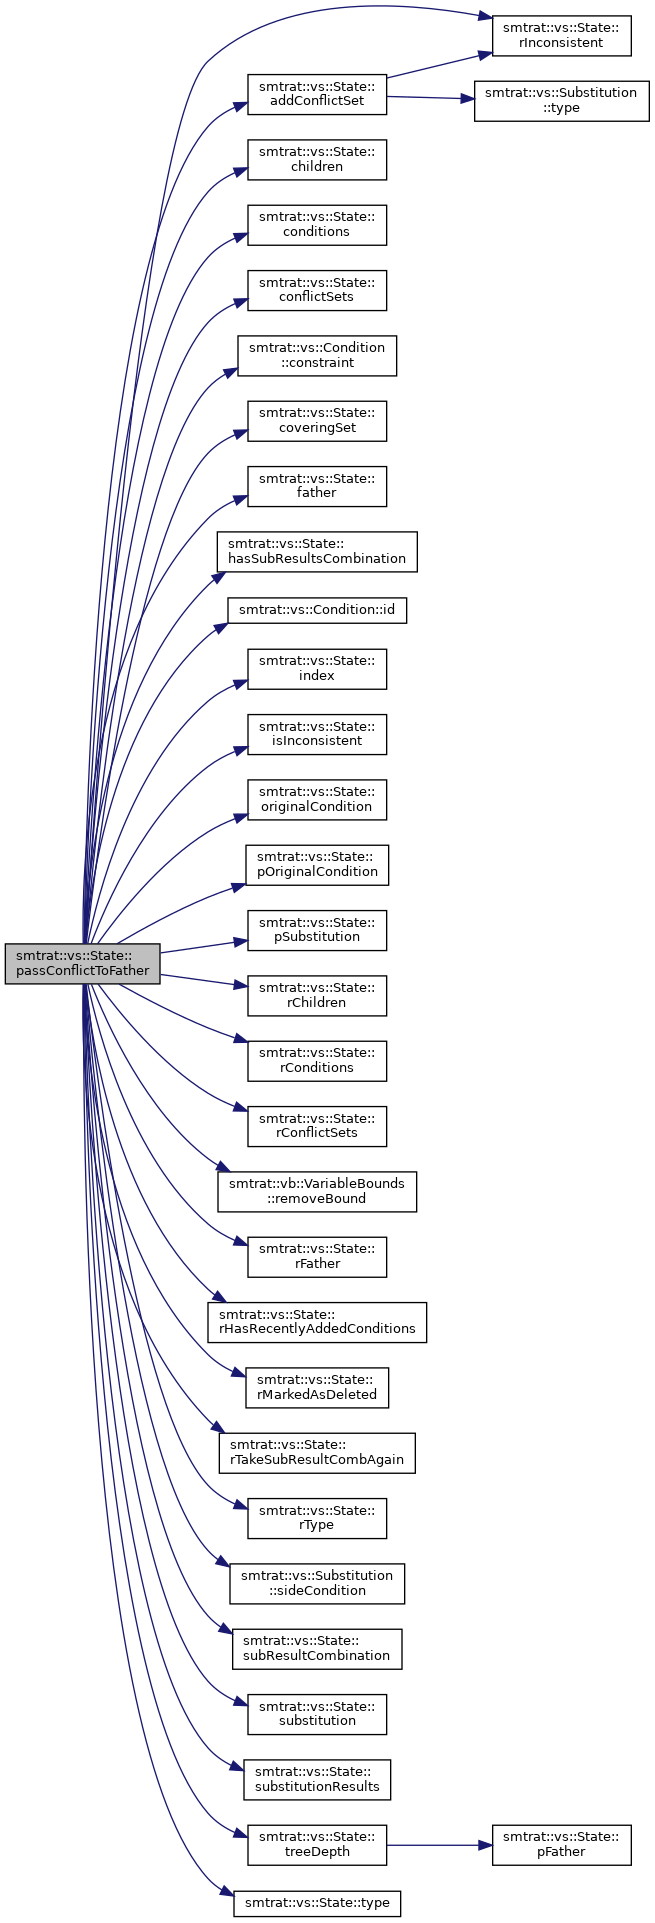 smtrat::vs::State::
rInconsistent
smtrat::vs::State::
addConflictSet
smtrat::vs::Substitution
::type
smtrat::vs::State::
children
smtrat::vs::State::
conditions
smtrat::vs::State::
conflictSets
smtrat::vs::Condition
::constraint
smtrat::vs::State::
coveringSet
smtrat::vs::State::
father
smtrat::vs::State::
hasSubResultsCombination
smtrat::vs::Condition::id
smtrat::vs::State::
index
smtrat::vs::State::
isInconsistent
smtrat::vs::State::
originalCondition
smtrat::vs::State::
pOriginalCondition
smtrat::vs::State::
pSubstitution
smtrat::vs::State::
passConflictToFather
smtrat::vs::State::
rChildren
smtrat::vs::State::
rConditions
smtrat::vs::State::
rConflictSets
smtrat::vb::VariableBounds
::removeBound
smtrat::vs::State::
rFather
smtrat::vs::State::
rHasRecentlyAddedConditions
smtrat::vs::State::
rMarkedAsDeleted
smtrat::vs::State::
rTakeSubResultCombAgain
smtrat::vs::State::
rType
smtrat::vs::Substitution
::sideCondition
smtrat::vs::State::
subResultCombination
smtrat::vs::State::
substitution
smtrat::vs::State::
substitutionResults
smtrat::vs::State::
treeDepth
smtrat::vs::State::
pFather
smtrat::vs::State::type